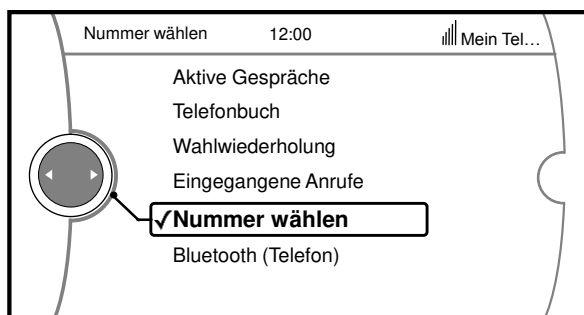 Nummer wählen 12:00 Mein Tel...
Aktive Gespräche
Telefonbuch
Wahlwiederholung
Eingegangene Anrufe
✓Nummer wählen
Bluetooth (Telefon)